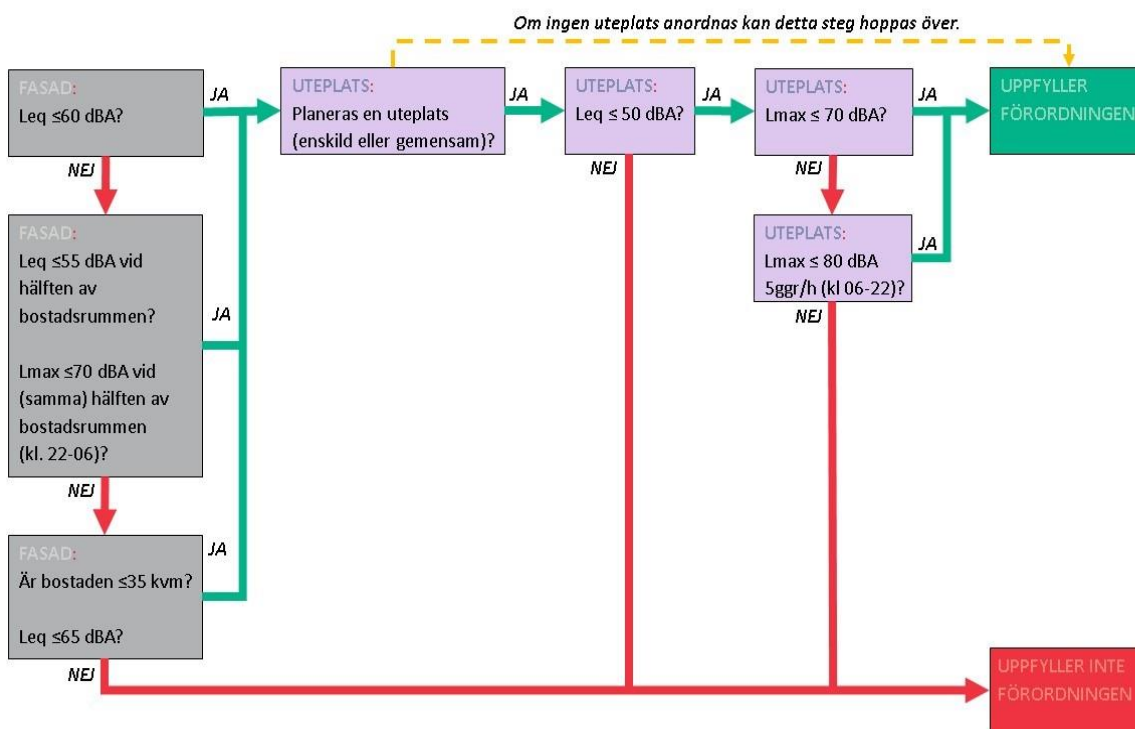 Om ingen uteplats anordnas kan detta steg hoppas över.
FASAD:
Leq ≤60 dBA?
JA
NEJ
UTEPLATS:
Planeras en uteplats
(enskild eller gemensam)?
JA
UTEPLATS:
Leq ≤ 50 dBA?
JA
NEJ
UTEPLATS:
Lmax ≤ 70 dBA?
JA
NEJ
UPPFYLLER
FÖRORDNINGEN
FASAD:
Leq ≤55 dBA vid
hälften av
bostadsrummen?
Lmax ≤70 dBA vid
(samma) hälften av
bostadsrummen
(kl. 22-06)?
JA
NEJ
UTEPLATS:
Lmax ≤ 80 dBA
5ggr/h (kl 06-22)?
JA
NEJ
FASAD:
Är bostaden ≤35 kvm?
Leq ≤65 dBA?
JA
NEJ
UPPFYLLER INTE
FÖRORDNINGEN